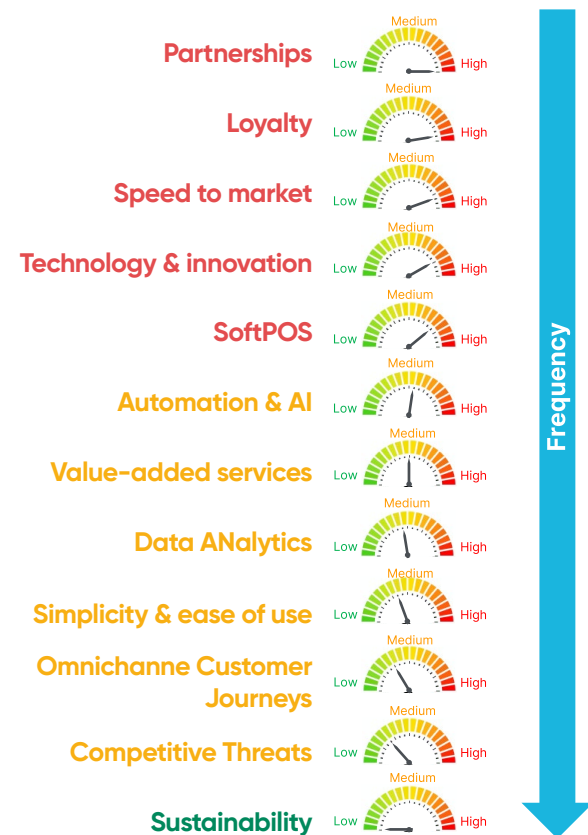 Medium
Partnerships
Low
High
Medium
Loyalty
Low
High
Medium
Speed to market
Low
High
Medium
Technology & innovation
Low
High
Medium
SoftPOS
Low
High
Medium
Automation & AI
Low
High
Medium
Value-added services
Low
High
Medium
Data ANalytics
Low
High
Medium
Simplicity & ease of use
Low
High
Medium
Omnichanne Customer
Journeys
Low
High
Medium
Competitive Threats
Low
High
Medium
Sustainability
Low
High
Frequency